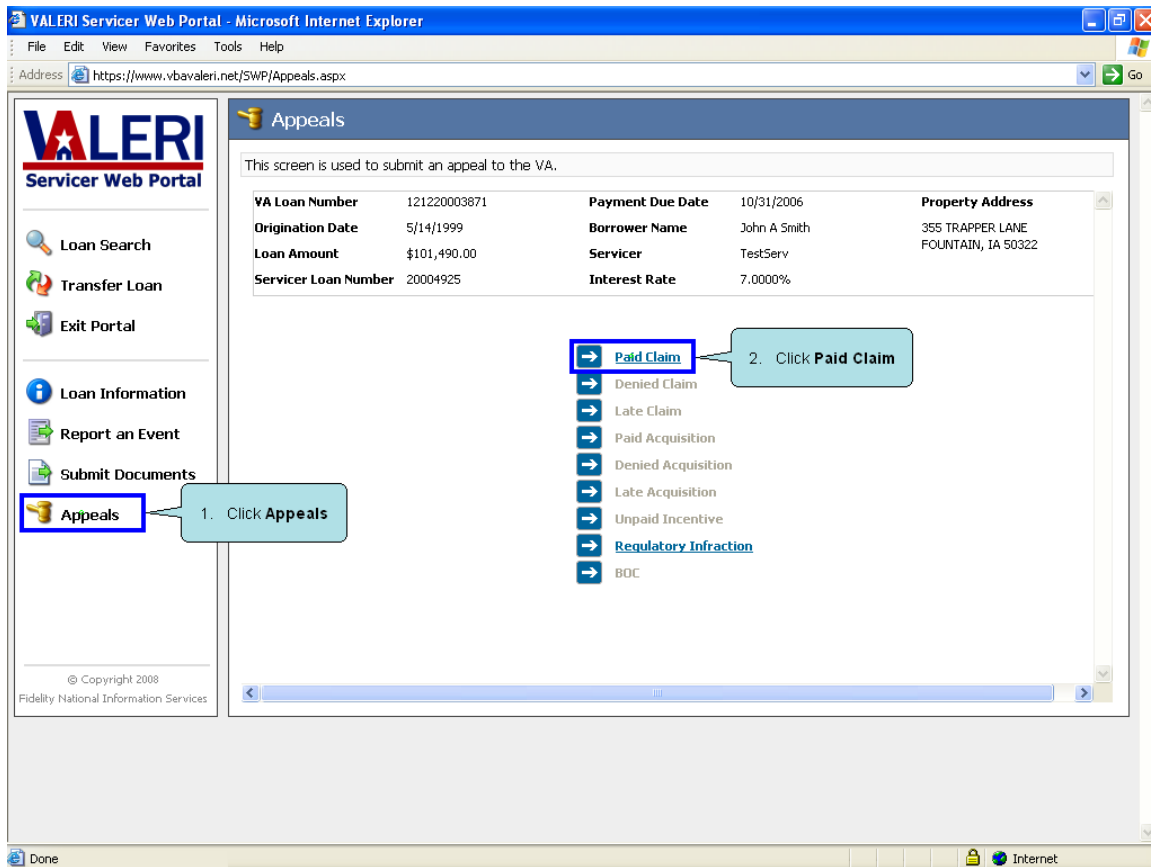 VALERI Servicer Web Portal - Microsoft Internet Explorer
File Edit View Favorites Tools Help
Address https://www.vbavaleri.net/SWP/Appeals.aspx Go
VALERI
Servicer Web Portal
Loan Search
Transfer Loan
Exit Portal
Loan Information
Report an Event
Submit Documents
Appeals
1. Click Appeals
© Copyright 2008
Fidelity National Information Services
Appeals
This screen is used to submit an appeal to the VA.
VA Loan Number 121220003871 Payment Due Date 10/31/2006 Property Address
Origination Date 5/14/1999 Borrower Name John A Smith 355 TRAPPER LANE
Loan Amount $101,490.00 Servicer TestServ FOUNTAIN, IA 50322
Servicer Loan Number 20004925 Interest Rate 7.0000%
Paid Claim
2. Click Paid Claim
Denied Claim
Late Claim
Paid Acquisition
Denied Acquisition
Late Acquisition
Unpaid Incentive
Regulatory Infraction
BOC
Done Internet